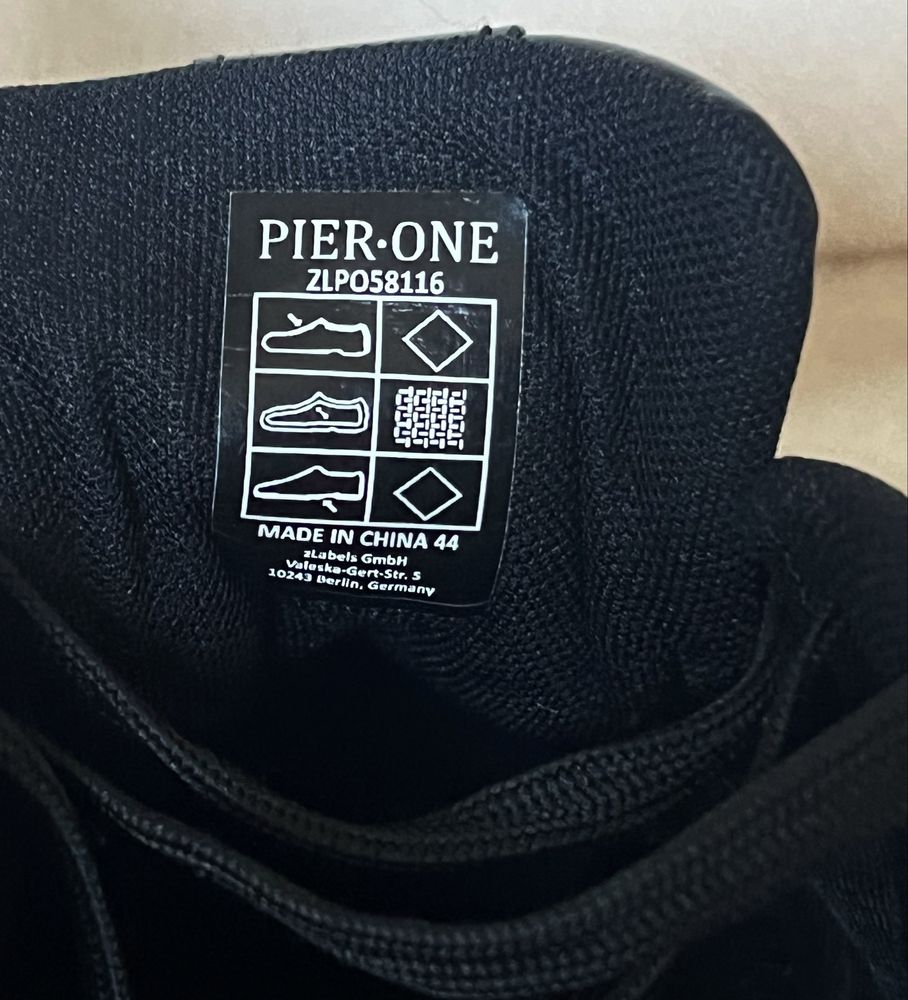 PIER·ONE
ZLPO58116
MADE IN CHINA 44
zLabels GmbH
Valeska-Gert-Str. 5
10243 Berlin, Germany